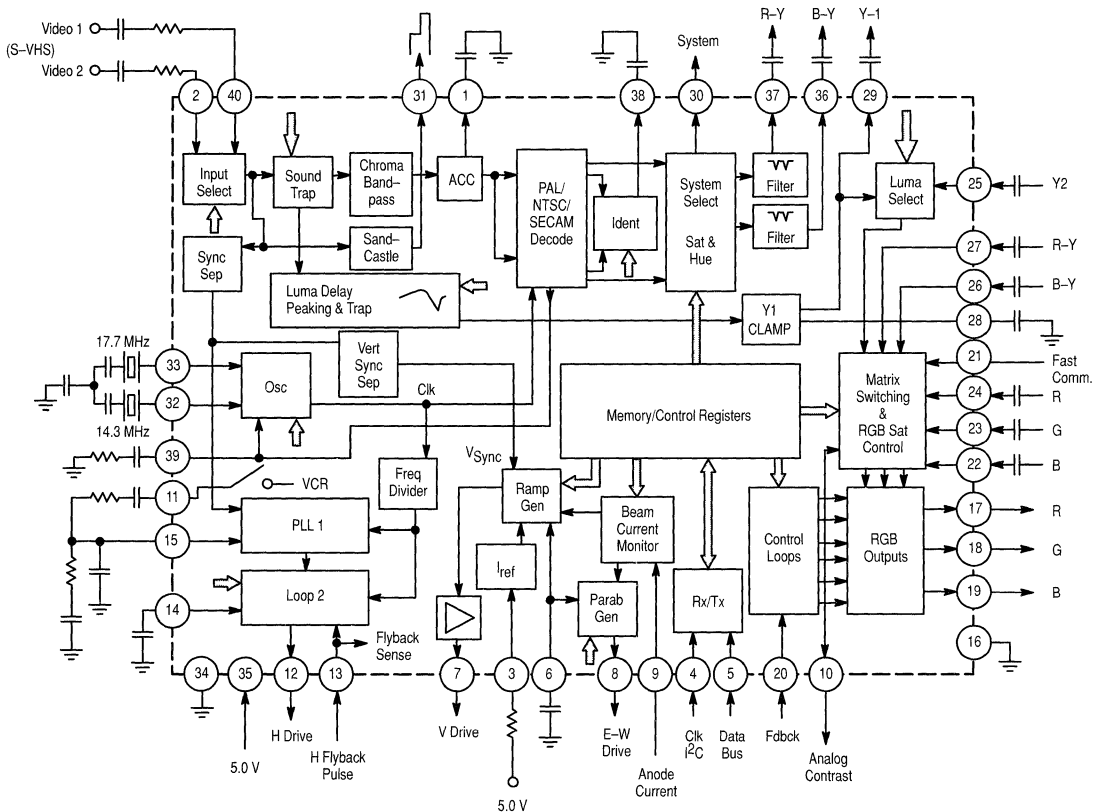 Video 1
(S–VHS)
Video 2
R–Y
B–Y
Y–1
System
2
40
31
1
38
30
37
36
29
Input
Select
Sound
Trap
Chroma
Band–
pass
ACC
PAL/
NTSC/
SECAM
Decode
Ident
System
Select
Sat &
Hue
Filter
Filter
Luma
Select
25
Y2
Sync
Sep
Sand–
Castle
27
R–Y
Luma Delay
Peaking & Trap
26
B–Y
Y1
CLAMP
28
17.7 MHz
33
Osc
Vert
Sync
Sep
21
Fast
Comm.
32
14.3 MHz
Clk
Memory/Control Registers
Matrix
Switching
&
RGB Sat
Control
24
R
23
G
39
VSync
22
B
11
VCR
Freq
Divider
Ramp
Gen
Beam
Current
Monitor
17
R
15
PLL 1
Control
Loops
RGB
Outputs
18
G
Iref
14
Loop 2
Parab
Gen
Rx/Tx
19
B
Flyback
Sense
16
34
35
12
13
7
3
6
8
9
4
5
20
10
5.0 V
H Drive
H Flyback
Pulse
V Drive
5.0 V
E–W
Drive
Anode
Current
Clk
I2C
Data
Bus
Fdbck
Analog
Contrast